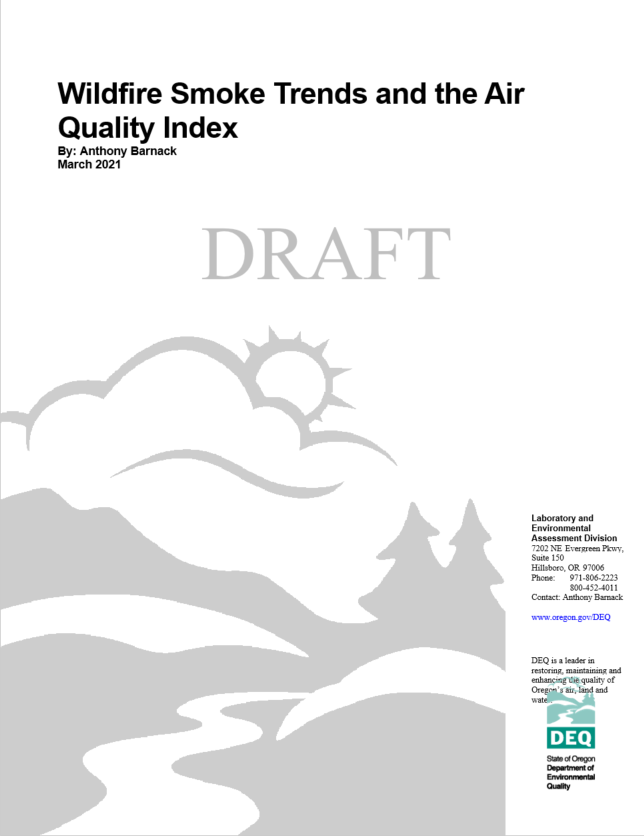 Wildfire Smoke Trends and the Air
Quality Index
By: Anthony Barnack
March 2021
DRAFT
Laboratory and
Environmental
Assessment Division
7202 NE Evergreen Pkwy,
Suite 150
Hillsboro, OR 97006
Phone: 971-806-2223
800-452-4011
Contact: Anthony Barnack
www.oregon.gov/DEQ
DEQ is a leader in
restoring, maintaining and
enhancing the quality of
Oregon's air, land and
wate
DEQ
State of Oregon
Department of
Environmental
Quality